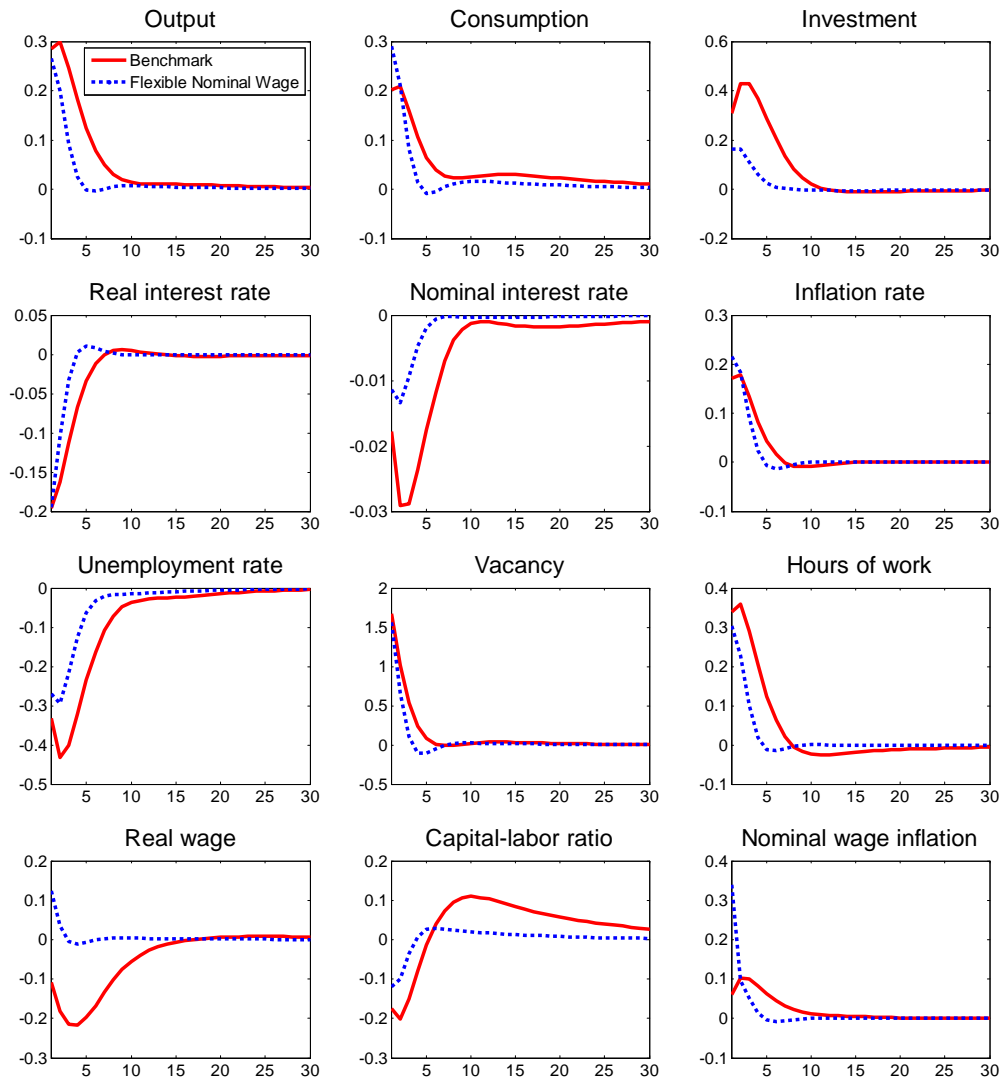 Output
Consumption
Investment
0.3
0.2
0.1
0
-0.1
5 10 15 20 25 30
Benchmark
Flexible Nominal Wage
0.3
0.2
0.1
0
-0.1
5 10 15 20 25 30
0.6
0.4
0.2
0
-0.2
5 10 15 20 25 30
Real interest rate
Nominal interest rate
Inflation rate
0.05
0
-0.05
-0.1
-0.15
-0.2
5 10 15 20 25 30
0
-0.01
-0.02
-0.03
5 10 15 20 25 30
0.3
0.2
0.1
0
-0.1
5 10 15 20 25 30
Unemployment rate
Vacancy
Hours of work
0
-0.1
-0.2
-0.3
-0.4
-0.5
5 10 15 20 25 30
2
1.5
1
0.5
0
-0.5
5 10 15 20 25 30
0.4
0.3
0.2
0.1
0
-0.1
5 10 15 20 25 30
Real wage
Capital-labor ratio
Nominal wage inflation
0.2
0.1
0
-0.1
-0.2
-0.3
5 10 15 20 25 30
0.2
0.1
0
-0.1
-0.2
-0.3
5 10 15 20 25 30
0.4
0.3
0.2
0.1
0
-0.1
5 10 15 20 25 30